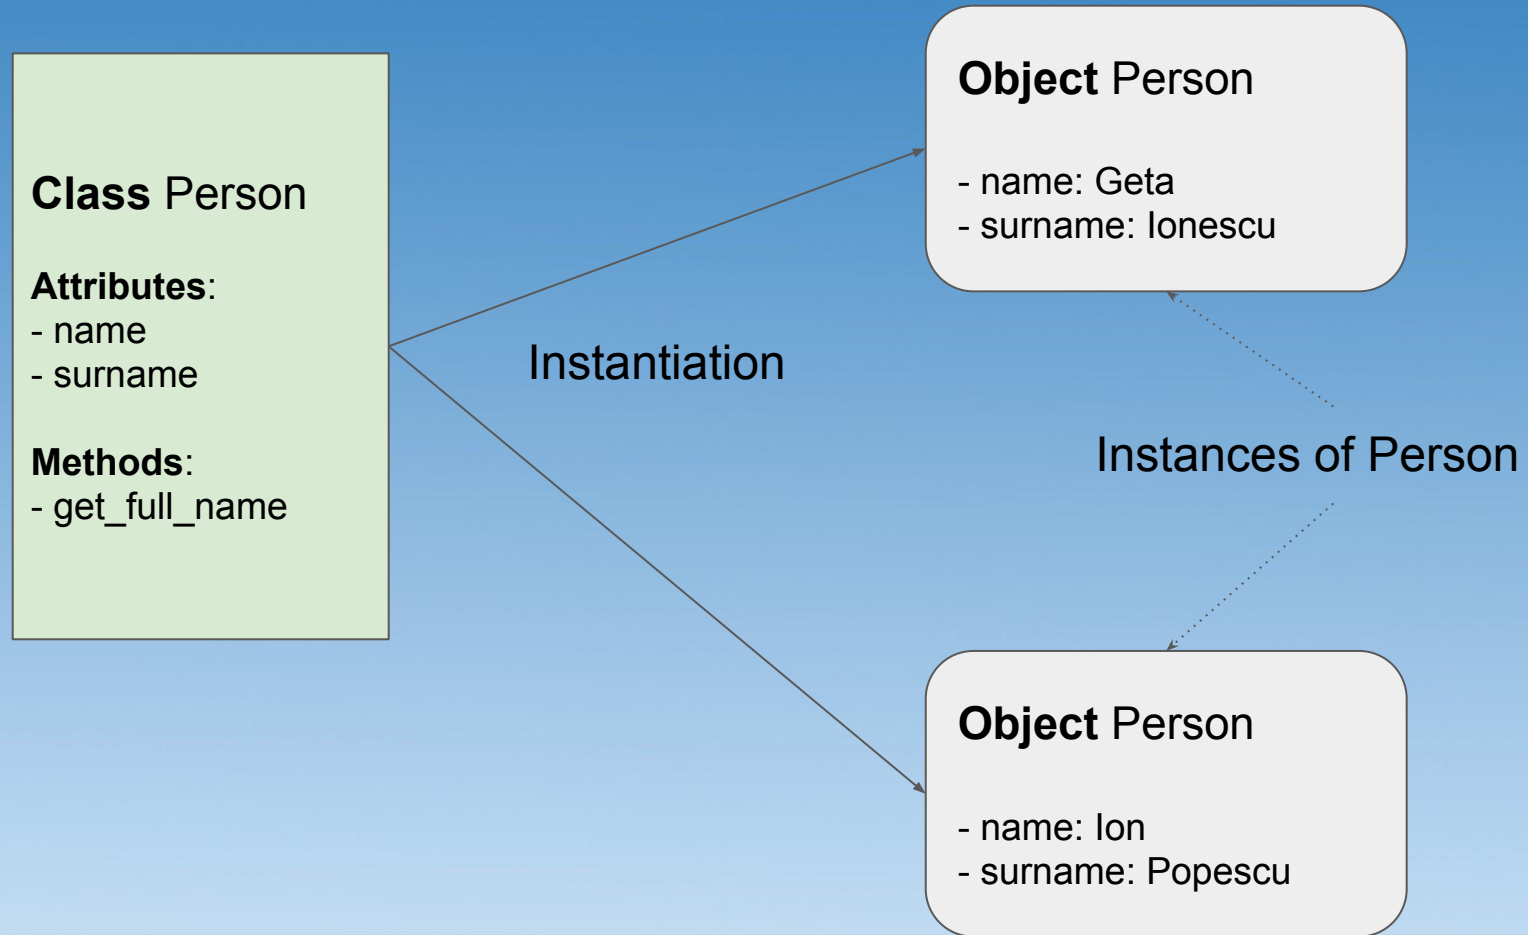 Class Person
Attributes:
- name
- surname
Methods:
- get_full_name
Instantiation
Object Person
- name: Geta
- surname: Ionescu
Instances of Person
Object Person
- name: Ion
- surname: Popescu